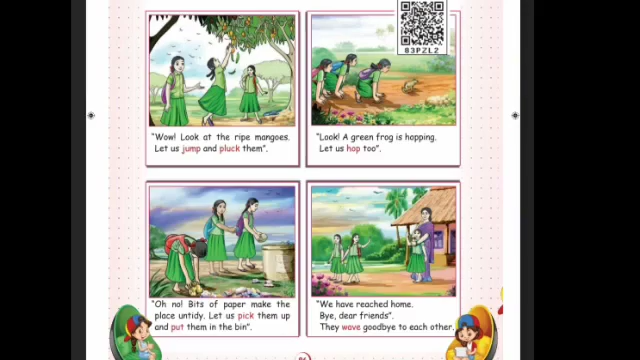 B3PZL2
"Wow! Look at the ripe mangoes.
Let us jump and pluck them".
"Look! A green frog is hopping.
Let us hop too".
"Oh no! Bits of paper make the
place untidy. Let us pick them up
and put them in the bin".
"We have reached home.
Bye, dear friends".
They wave goodbye to each other.